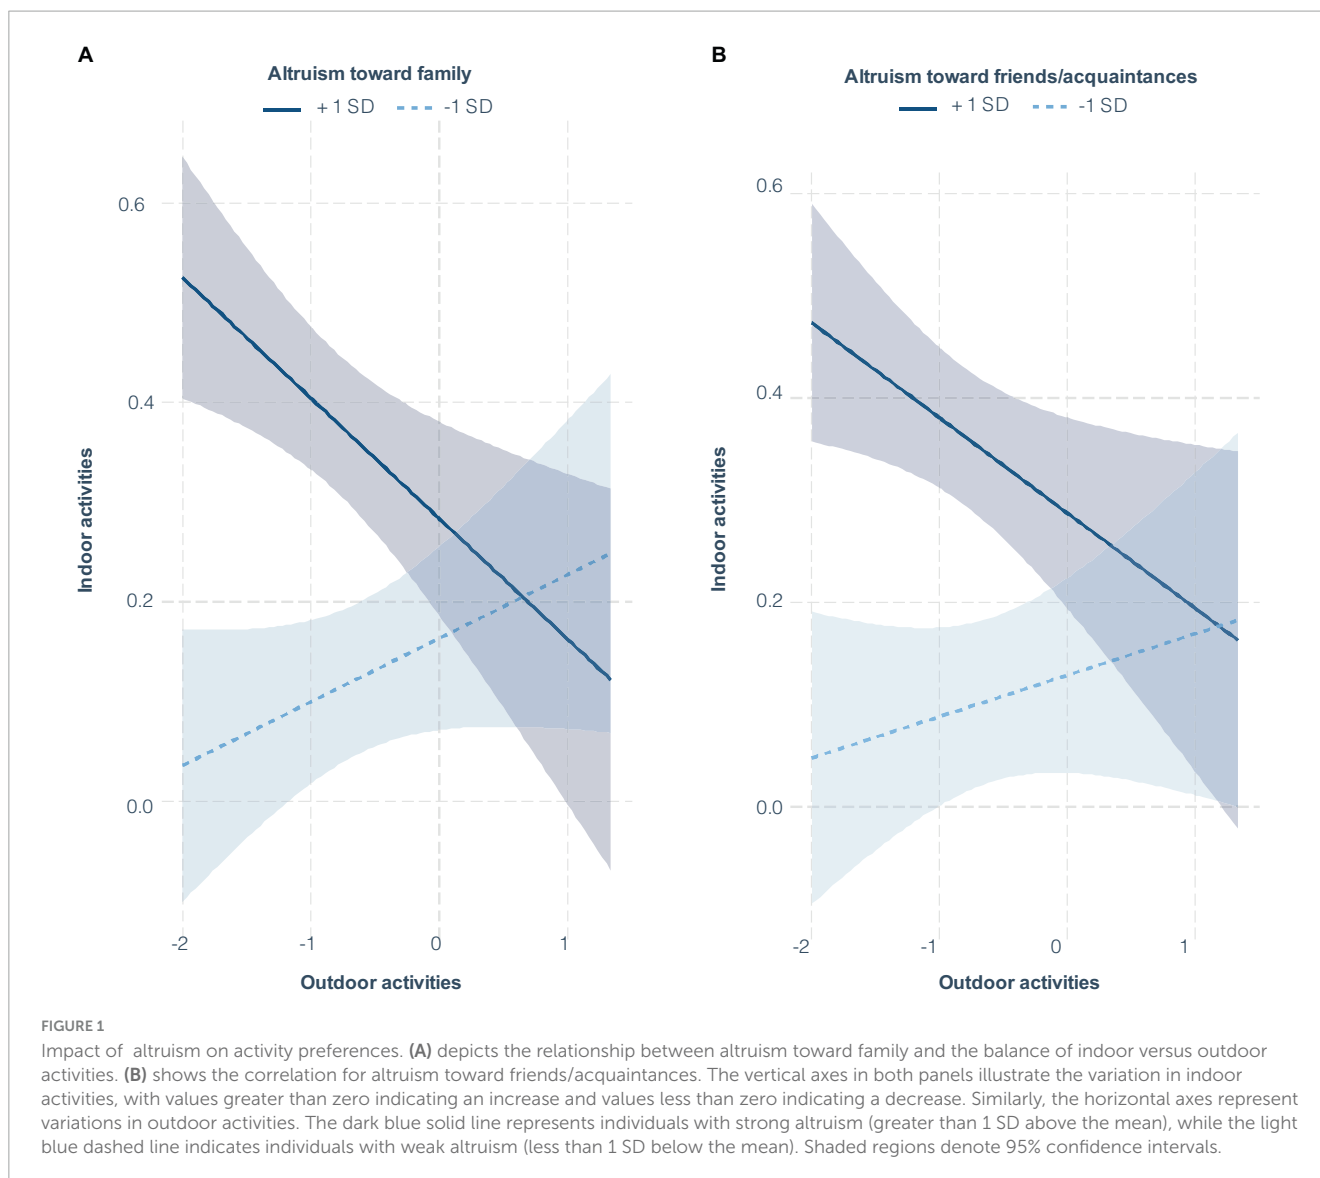 A
Altruism toward family
+ 1 SD
-1 SD
0.6
0.4
0.2
0.0
Indoor activities
-2
-1
0
1
Outdoor activities
B
Altruism toward friends/acquaintances
+ 1 SD
-1 SD
0.6
0.4
0.2
0.0
Indoor activities
-2
-1
0
1
Outdoor activities
FIGURE 1
Impact of altruism on activity preferences. (A) depicts the relationship between altruism toward family and the balance of indoor versus outdoor
activities. (B) shows the correlation for altruism toward friends/acquaintances. The vertical axes in both panels illustrate the variation in indoor
activities, with values greater than zero indicating an increase and values less than zero indicating a decrease. Similarly, the horizontal axes represent
variations in outdoor activities. The dark blue solid line represents individuals with strong altruism (greater than 1 SD above the mean), while the light
blue dashed line indicates individuals with weak altruism (less than 1 SD below the mean). Shaded regions denote 95% confidence intervals.